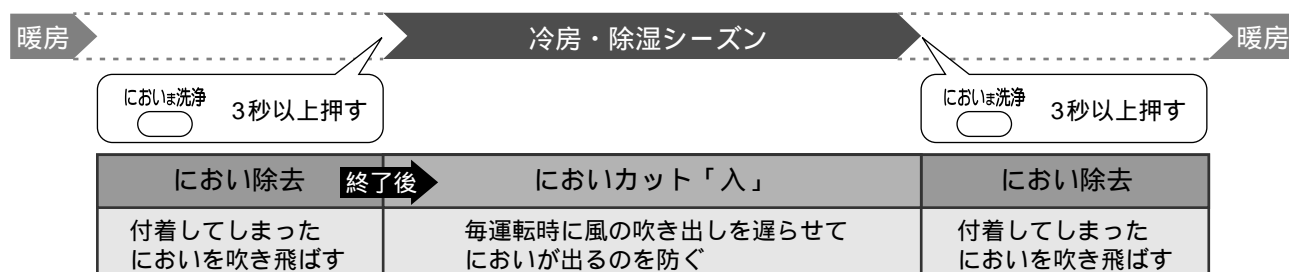 暖房 冷房・除湿シーズン 暖房
においま洗浄 3秒以上押す においま洗浄 3秒以上押す
におい除去 終了後 においカット「入」 におい除去
付着してしまった 毎運転時に風の吹き出しを遅らせて 付着してしまった
においを吹き飛ばす においが出るのを防ぐ においを吹き飛ばす